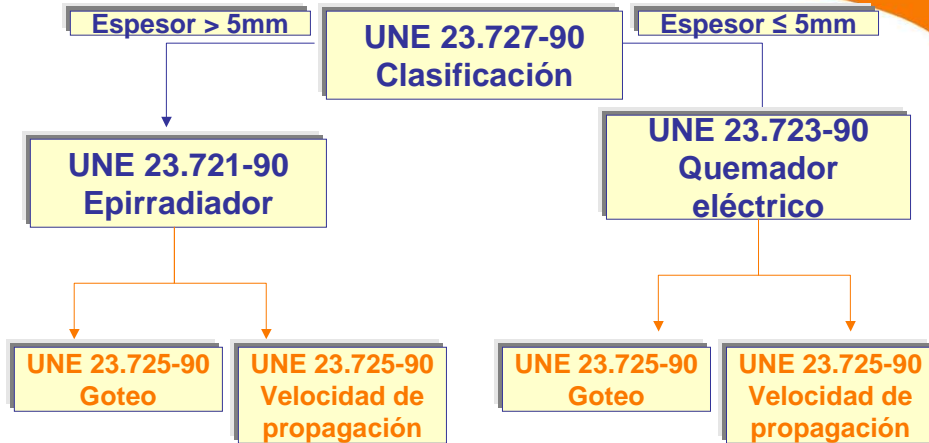 Espesor > 5mm
UNE 23.727-90
Clasificación
Espesor ≤ 5mm
UNE 23.721-90
Epirradiador
UNE 23.723-90
Quemador
eléctrico
UNE 23.725-90
Goteo
UNE 23.725-90
Velocidad de
propagación
UNE 23.725-90
Goteo
UNE 23.725-90
Velocidad de
propagación